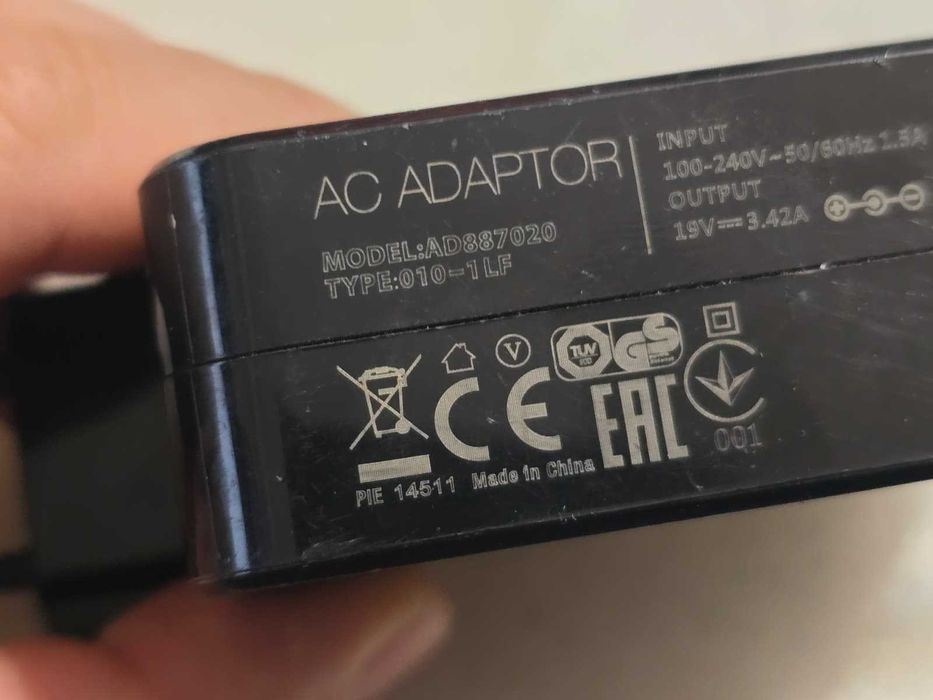 AC ADAPTOR
MODEL:AD887020
TYPE:010-1LF
INPUT
100-240V~50/60Hz 1.5A
OUTPUT
19V⎓3.42A
V
TUV
GS
CE
EAC
001
PIE 14511 Made in China